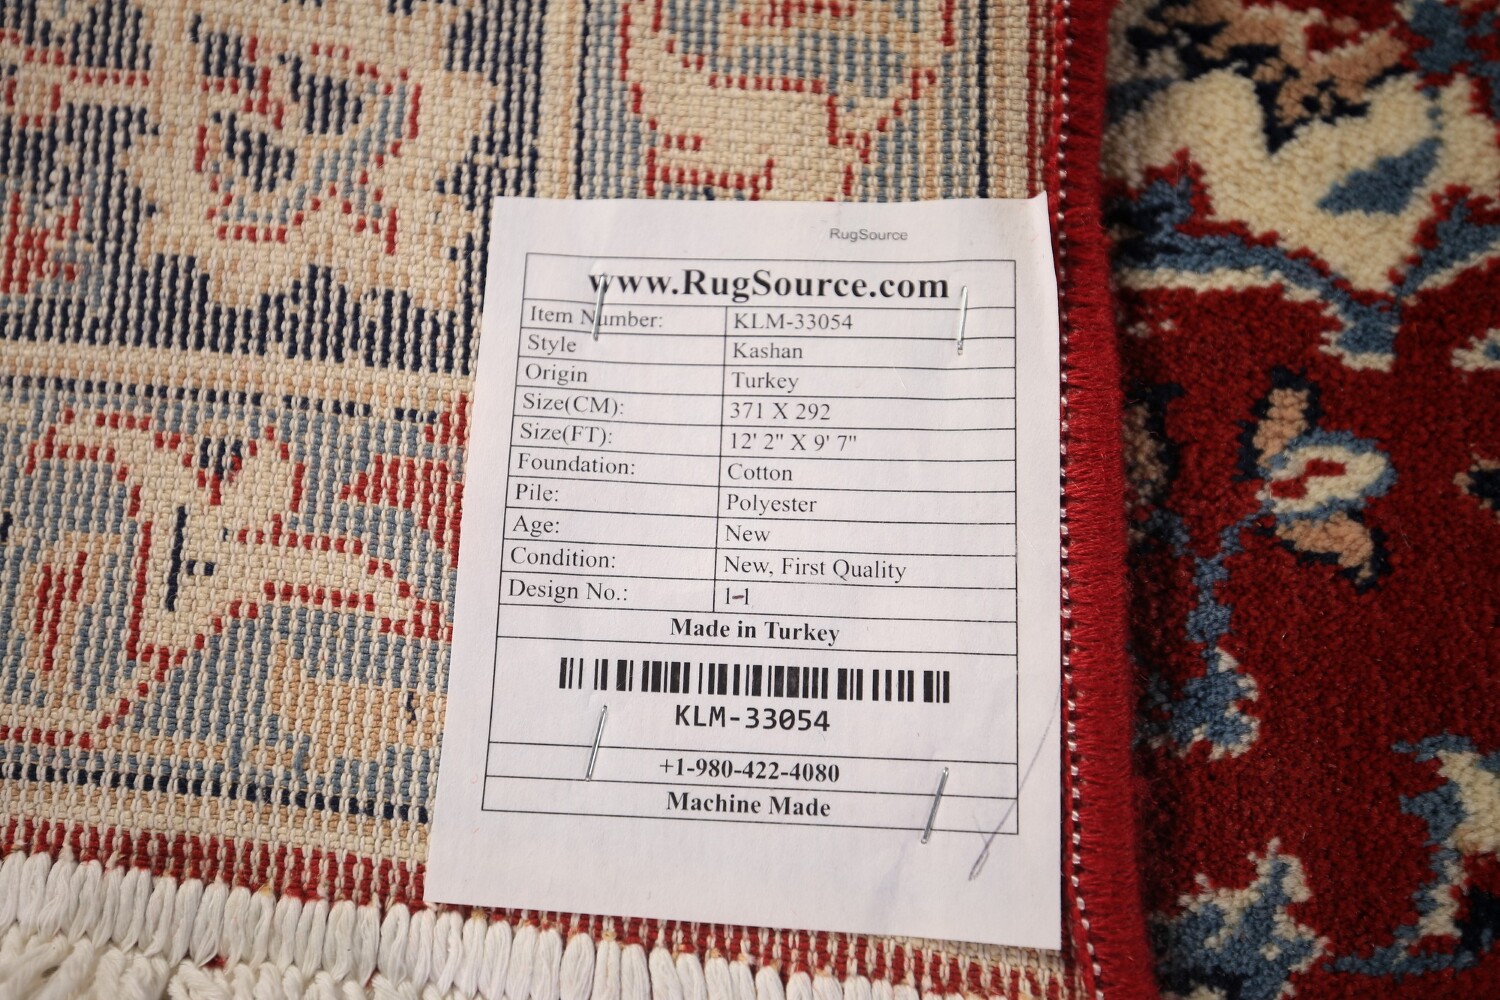 RugSource
www.RugSource.com
Item Number: KLM-33054
Style Kashan
Origin Turkey
Size(CM): 371 X 292
Size(FT): 12' 2" X 9' 7"
Foundation: Cotton
Pile: Polyester
Age: New
Condition: New, First Quality
Design No.: 1-1
Made in Turkey
KLM-33054
+1-980-422-4080
Machine Made